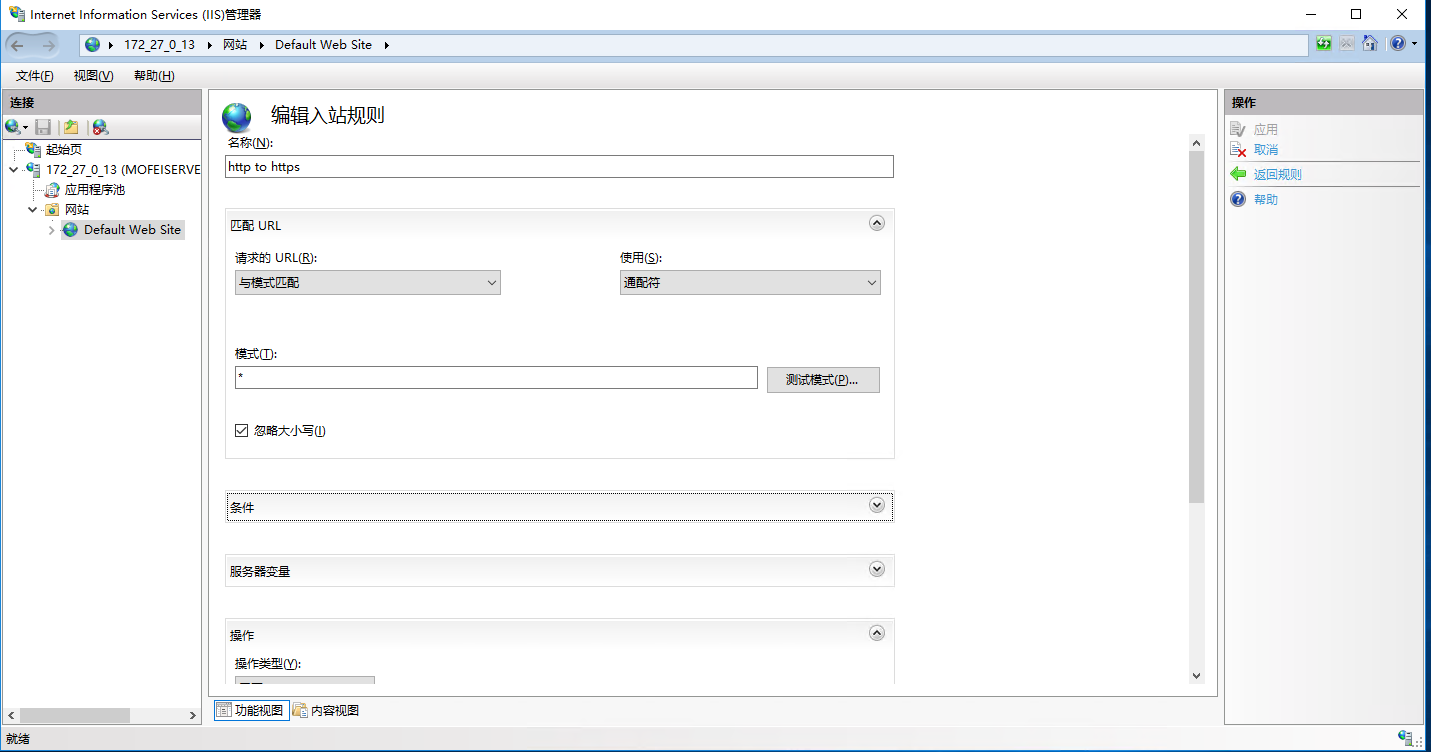 Internet Information Services (IIS)管理器
172_27_0_13 网站 Default Web Site
文件(F) 视图(V) 帮助(H)
连接
起始页
172_27_0_13 (MOFEISERVE
应用程序池
网站
Default Web Site
编辑入站规则
名称(N):
http to https
匹配 URL
请求的 URL(R):
使用(S):
与模式匹配
通配符
模式(T):
*
测试模式(P)...
忽略大小写(I)
条件
服务器变量
操作
操作类型(Y):
功能视图 内容视图
操作
应用
取消
返回规则
帮助
就绪